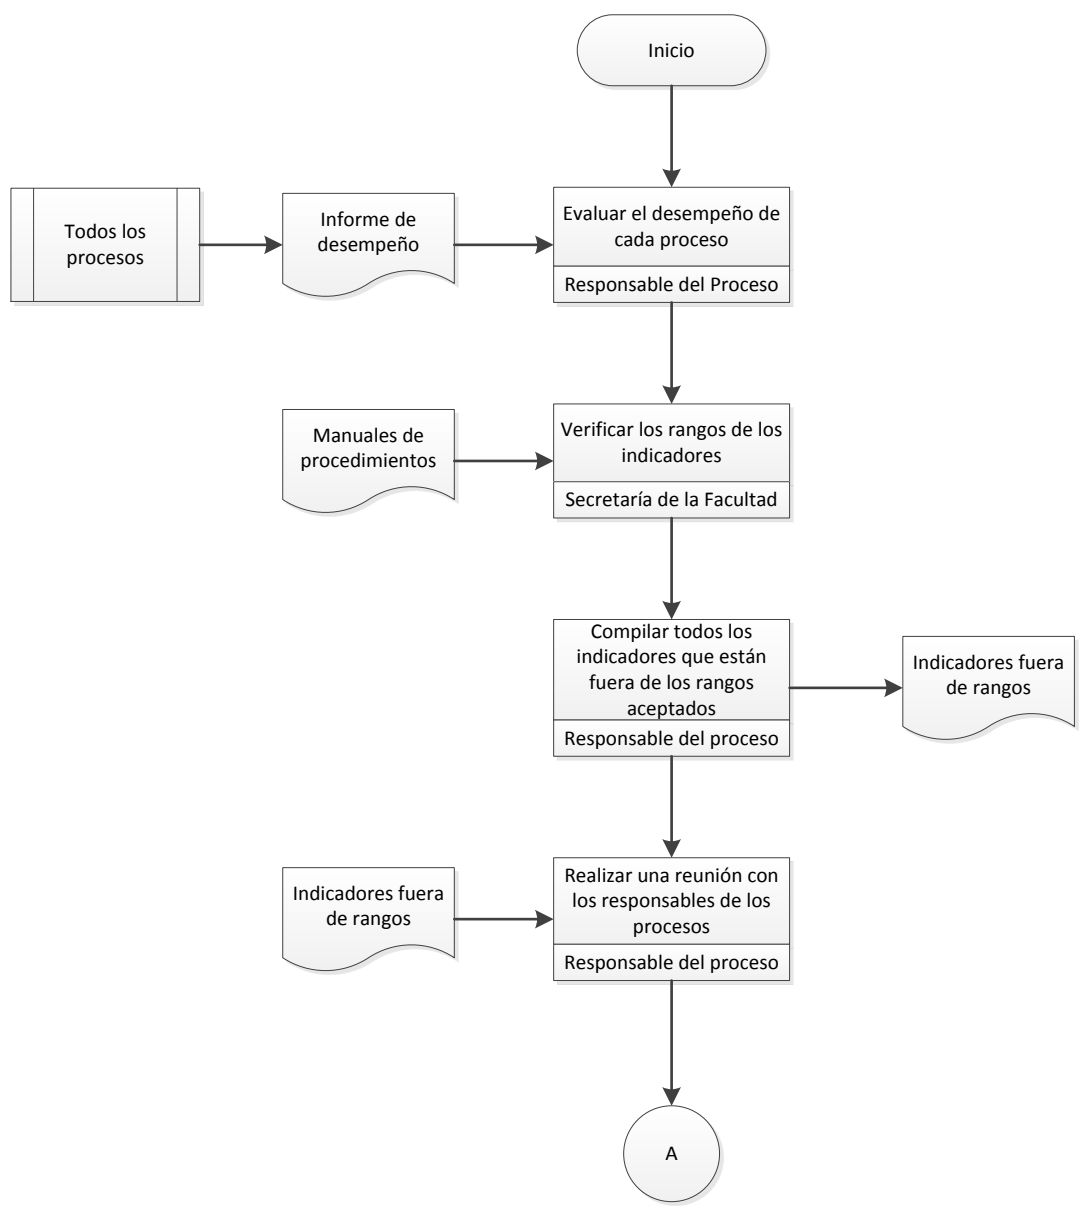 Inicio
Todos los
procesos
Informe de
desempeño
Evaluar el desempeño de
cada proceso
Responsable del Proceso
Manuales de
procedimientos
Verificar los rangos de los
indicadores
Secretaría de la Facultad
Compilar todos los
indicadores que están
fuera de los rangos
aceptados
Responsable del proceso
Indicadores fuera
de rangos
Indicadores fuera
de rangos
Realizar una reunión con
los responsables de los
procesos
Responsable del proceso
A